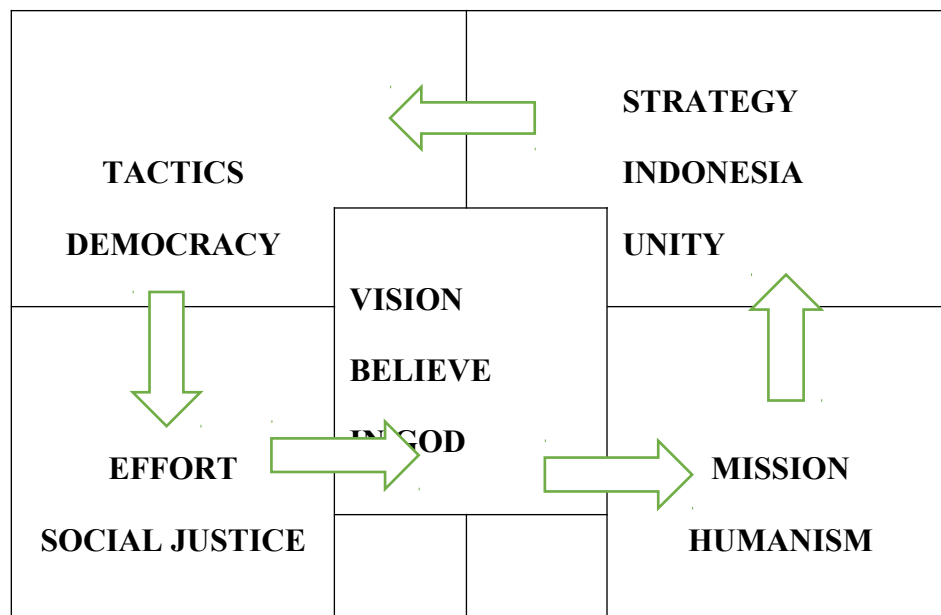 TACTICS
DEMOCRACY
STRATEGY
INDONESIA
UNITY
VISION
BELIEVE
IN GOD
EFFORT
SOCIAL JUSTICE
MISSION
HUMANISM